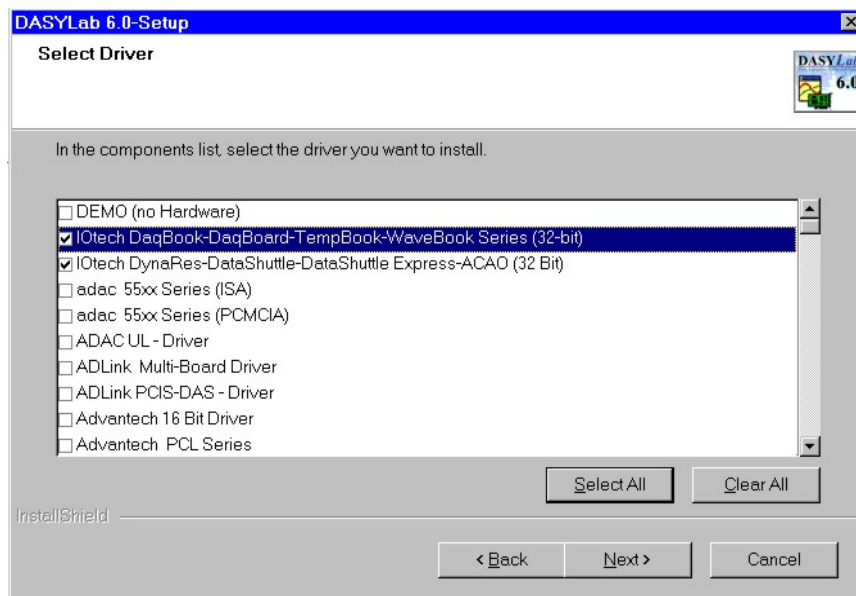 DASYLab 6.0-Setup
Select Driver
DASYLab
6.0
In the components list, select the driver you want to install.
DEMO (no Hardware)
IOtech DaqBook-DaqBoard-TempBook-WaveBook Series (32-bit)
IOtech DynaRes-DataShuttle-DataShuttle Express-ACAO (32 Bit)
adac 55xx Series (ISA)
adac 55xx Series (PCMCIA)
ADAC UL - Driver
ADLink Multi-Board Driver
ADLink PCIS-DAS - Driver
Advantech 16 Bit Driver
Advantech PCL Series
Select All Clear All
InstallShield
< Back Next > Cancel